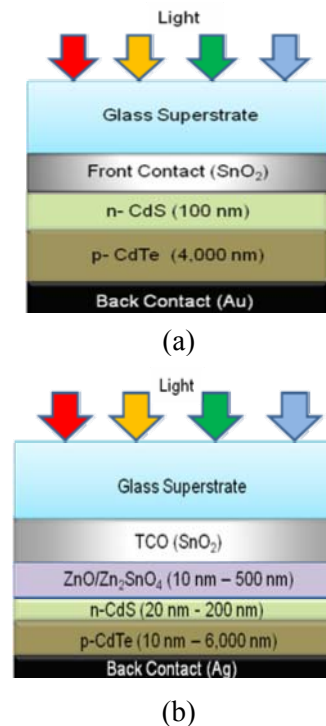 Light
Glass Superstrate
Front Contact (SnO₂)
n- CdS (100 nm)
p- CdTe (4,000 nm)
Back Contact (Au)
(a)
Light
Glass Superstrate
TCO (SnO₂)
ZnO/Zn₂SnO₄ (10 nm – 500 nm)
n-CdS (20 nm - 200 nm)
p-CdTe (10 nm – 6,000 nm)
Back Contact (Ag)
(b)